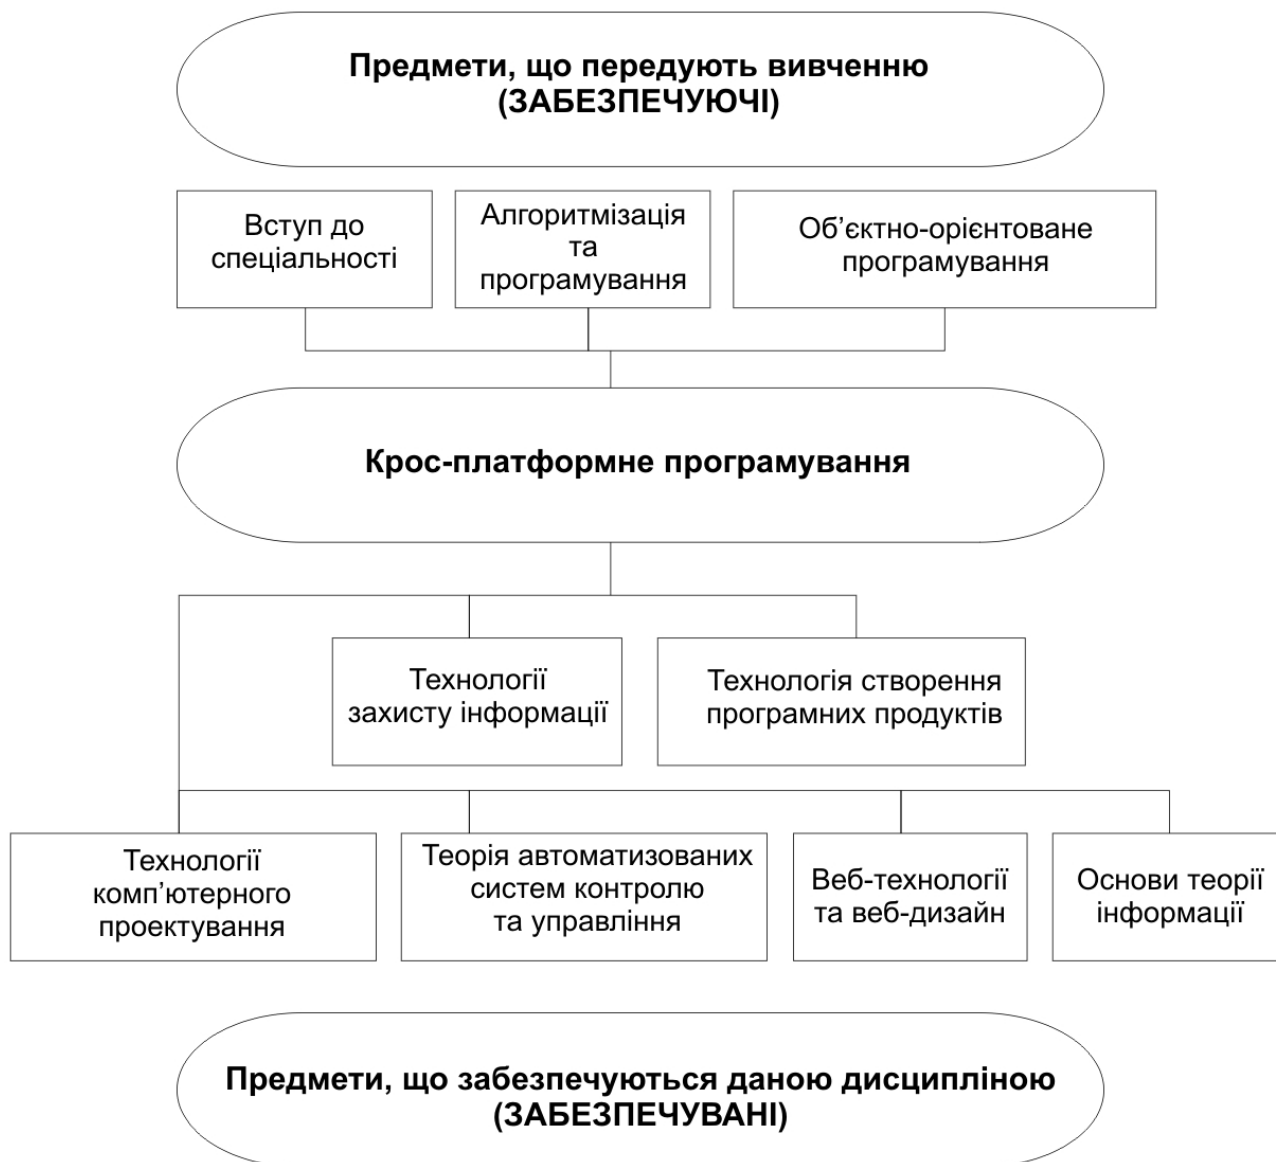 Предмети, що передують вивченню
(ЗАБЕЗПЕЧУЮЧІ)
Вступ до
спеціальності
Алгоритмізація
та
програмування
Об’єктно-орієнтоване
програмування
Крос-платформне програмування
Технології
захисту інформації
Технологія створення
програмних продуктів
Технології
комп’ютерного
проектування
Теорія автоматизованих
систем контролю
та управління
Веб-технології
та веб-дизайн
Основи теорії
інформації
Предмети, що забезпечуються даною дисципліною
(ЗАБЕЗПЕЧУВАНІ)